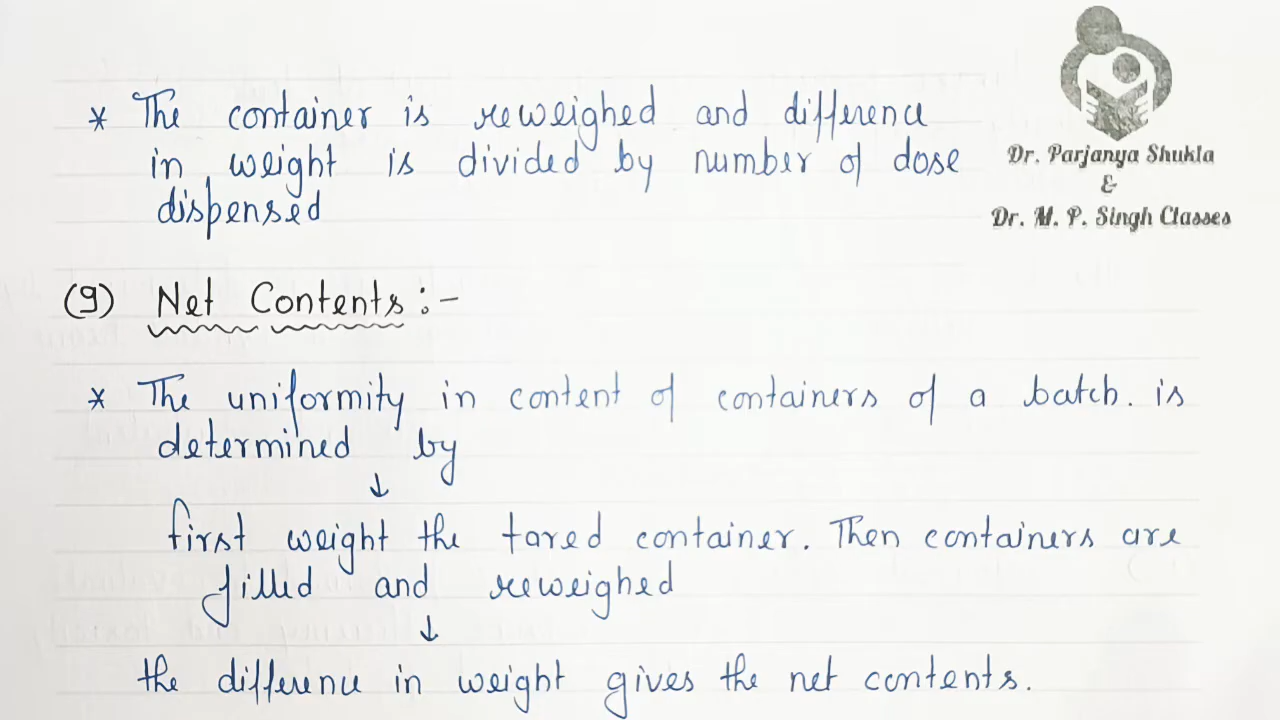 * The container is reweighed and difference
in weight is divided by number of dose
dispensed
Dr. Parjanya Shukla
&
Dr. M. P. Singh Classes
(9) Net Contents :-
* The uniformity in content of containers of a batch. is
determined by
↓
first weight the tared container. Then containers are
filled and reweighed
↓
the difference in weight gives the net contents.